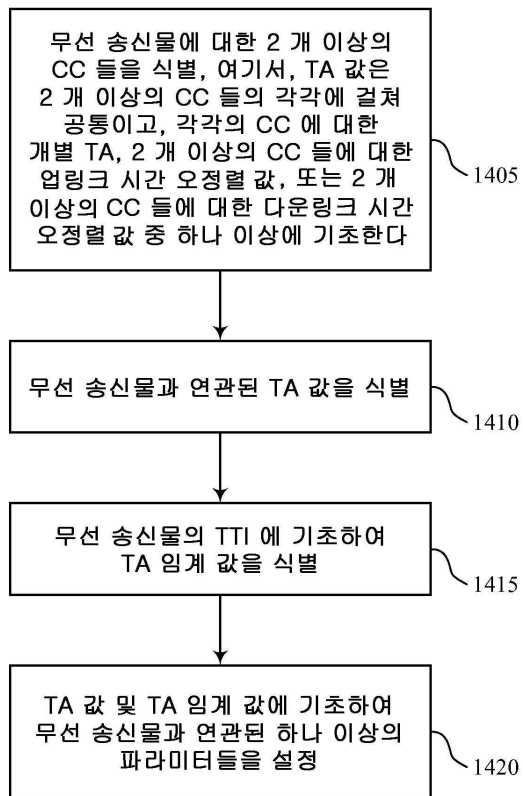 무선 송신물에 대한 2 개 이상의
CC 들을 식별, 여기서, TA 값은
2 개 이상의 CC 들의 각각에 걸쳐
공통이고, 각각의 CC 에 대한
개별 TA, 2 개 이상의 CC 들에 대한
업링크 시간 오정렬 값, 또는 2 개
이상의 CC 들에 대한 다운링크 시간
오정렬 값 중 하나 이상에 기초한다
1405
무선 송신물과 연관된 TA 값을 식별
1410
무선 송신물의 TTI 에 기초하여
TA 임계 값을 식별
1415
TA 값 및 TA 임계 값에 기초하여
무선 송신물과 연관된 하나 이상의
파라미터들을 설정
1420